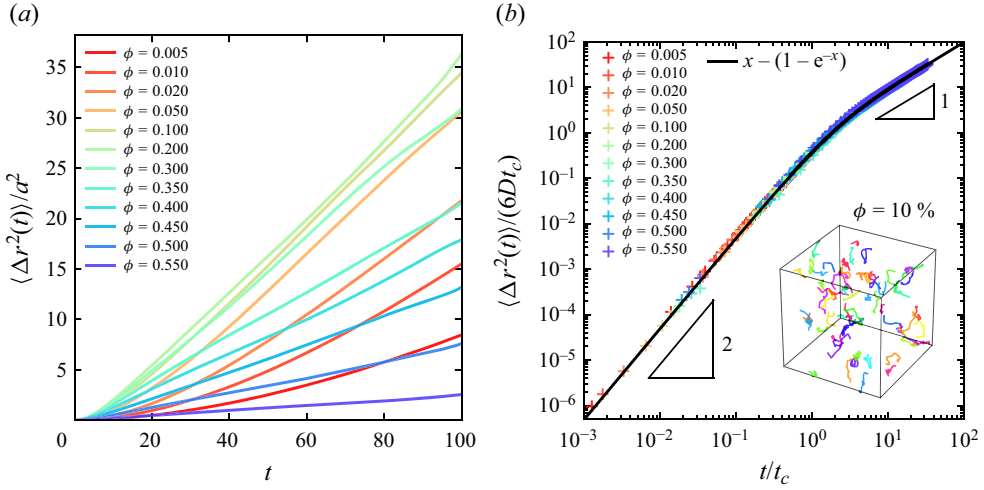 (a)
⟨Δr²(t)⟩/a²
35
30
25
20
15
10
5
0
20
40
60
80
100
t
ϕ = 0.005
ϕ = 0.010
ϕ = 0.020
ϕ = 0.050
ϕ = 0.100
ϕ = 0.200
ϕ = 0.300
ϕ = 0.350
ϕ = 0.400
ϕ = 0.450
ϕ = 0.500
ϕ = 0.550
(b)
⟨Δr²(t)⟩/(6Dt_c)
10²
10¹
10⁰
10⁻¹
10⁻²
10⁻³
10⁻⁴
10⁻⁵
10⁻⁶
10⁻³
10⁻²
10⁻¹
10⁰
10¹
10²
t/t_c
ϕ = 0.005
ϕ = 0.010
ϕ = 0.020
ϕ = 0.050
ϕ = 0.100
ϕ = 0.200
ϕ = 0.300
ϕ = 0.350
ϕ = 0.400
ϕ = 0.450
ϕ = 0.500
ϕ = 0.550
x – (1 – e⁻ˣ)
1
2
ϕ = 10 %